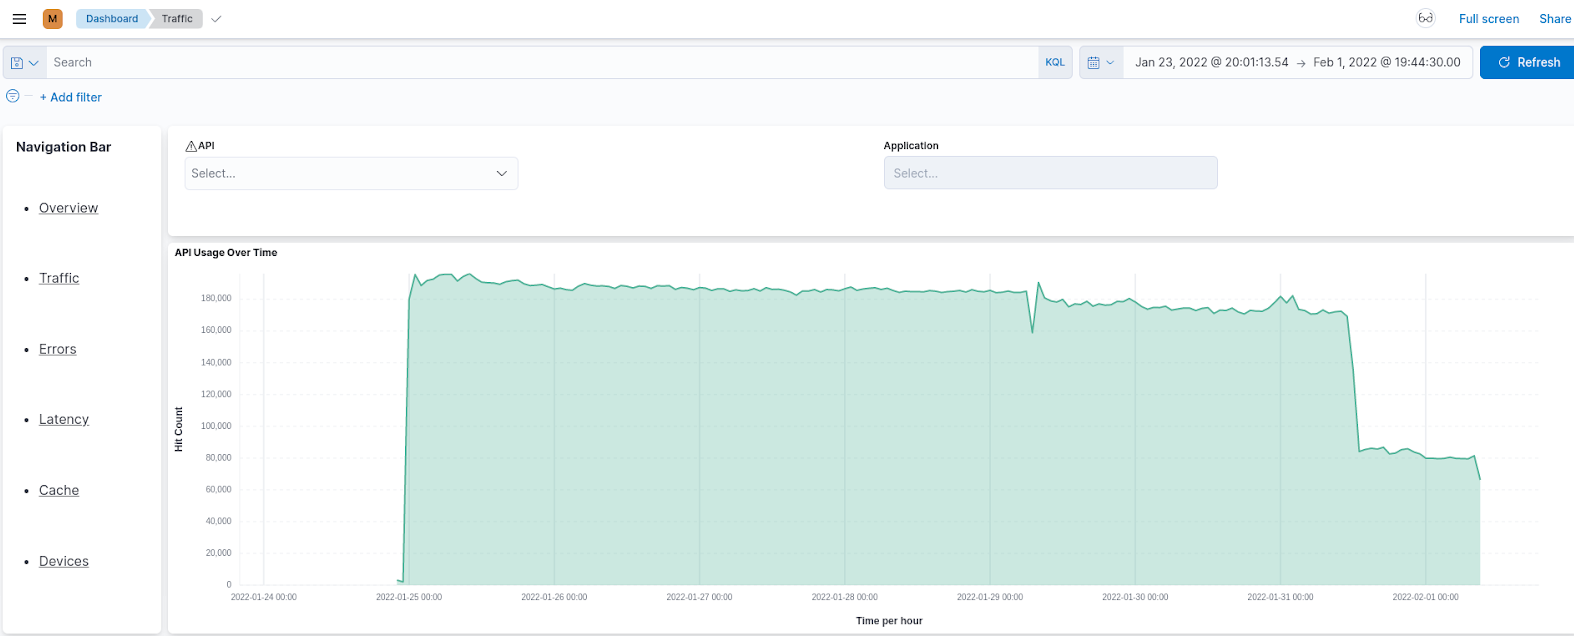 M Dashboard Traffic Full screen Share
Search KQL Jan 23, 2022 @ 20:01:13.54 → Feb 1, 2022 @ 19:44:30.00 Refresh
+ Add filter
Navigation Bar
• Overview
• Traffic
• Errors
• Latency
• Cache
• Devices
API
Select...
Application
Select...
API Usage Over Time
Hit Count
180,000
160,000
140,000
120,000
100,000
80,000
60,000
40,000
20,000
0
2022-01-24 00:00 2022-01-25 00:00 2022-01-26 00:00 2022-01-27 00:00 2022-01-28 00:00 2022-01-29 00:00 2022-01-30 00:00 2022-01-31 00:00 2022-02-01 00:00
Time per hour